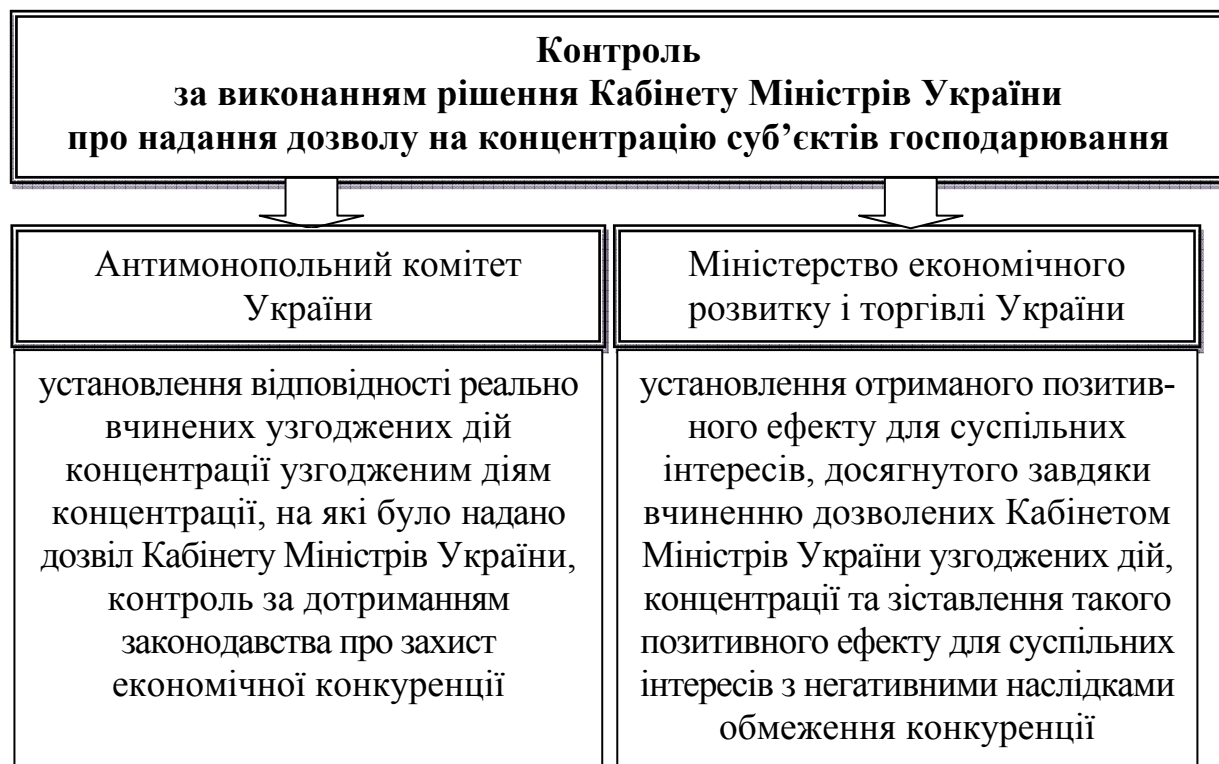 Контроль
за виконанням рішення Кабінету Міністрів України
про надання дозволу на концентрацію суб’єктів господарювання
Антимонопольний комітет
України
установлення відповідності реально
вчинених узгоджених дій
концентрації узгодженим діям
концентрації, на які було надано
дозвіл Кабінету Міністрів України,
контроль за дотриманням
законодавства про захист
економічної конкуренції
Міністерство економічного
розвитку і торгівлі України
установлення отриманого позитив-
ного ефекту для суспільних
інтересів, досягнутого завдяки
вчиненню дозволених Кабінетом
Міністрів України узгоджених дій,
концентрації та зіставлення такого
позитивного ефекту для суспільних
інтересів з негативними наслідками
обмеження конкуренції